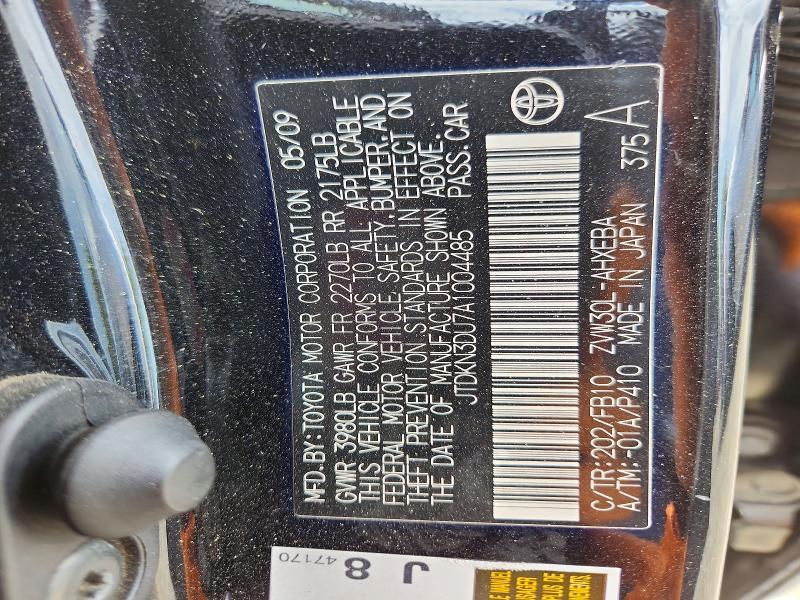 MFD.BY:TOYOTA MOTOR CORPORATION 05/09
GVWR 3980LB GAWR FR 2270LB RR 2175LB
THIS VEHICLE CONFORMS TO ALL APPLICABLE
FEDERAL MOTOR VEHICLE SAFETY,BUMPER,AND
THEFT PREVENTION STANDARDS IN EFFECT ON
THE DATE OF MANUFACTURE SHOWN ABOVE.
JTDKN3DU7A1004485 PASS.CAR
C/TR:202/FB10 ZVW30L-AHXEBA
A/TM:-01A/P410 MADE IN JAPAN 375A
J 8
47170
PLUS DE